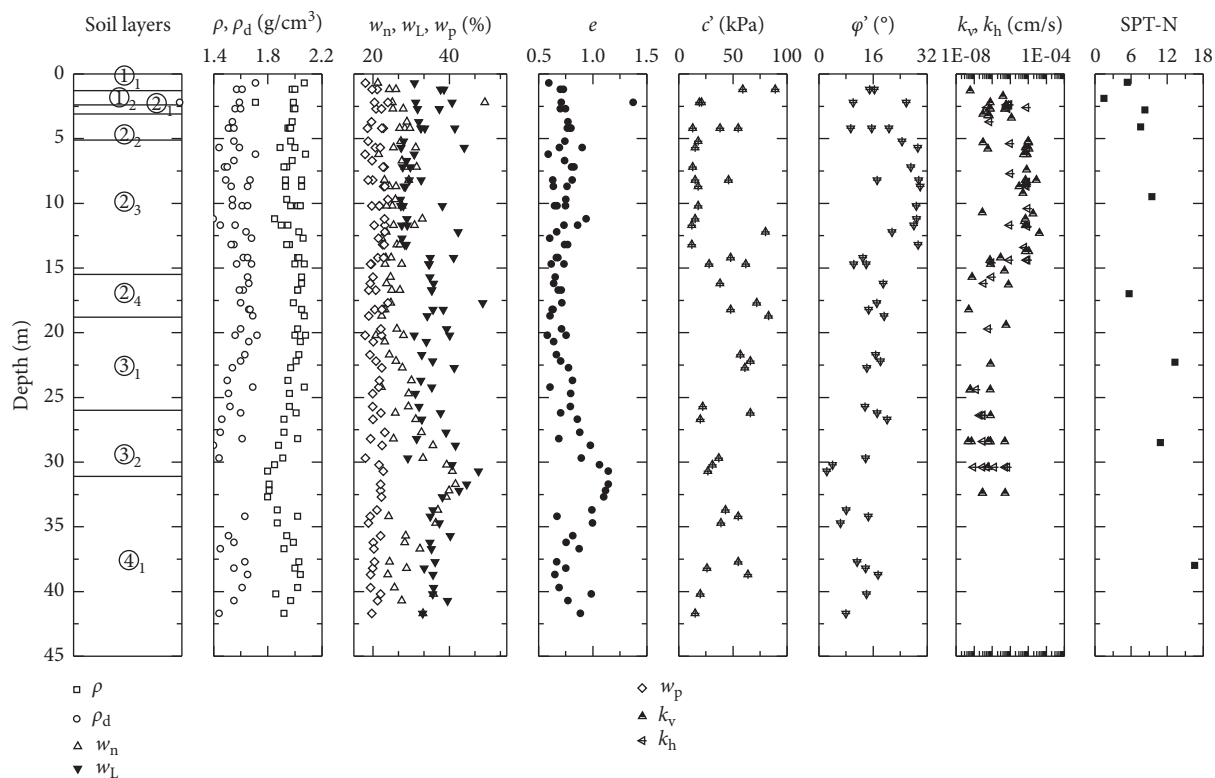 Soil layers ρ, ρd (g/cm³) wn, wL, wp (%) e c’ (kPa) φ’ (°) kv, kh (cm/s) SPT-N
1.4 1.8 2.2 20 40 0.5 1.0 1.5 0 50 100 0 16 32 1E-08 1E-04 0 6 12 18
0
①1
①2 ②1
②2
5
②3
10
15
②4
20
③1
25
③2
30
35
④1
40
45
Depth (m)
ρ
ρd
wn
wL
wp
kv
kh